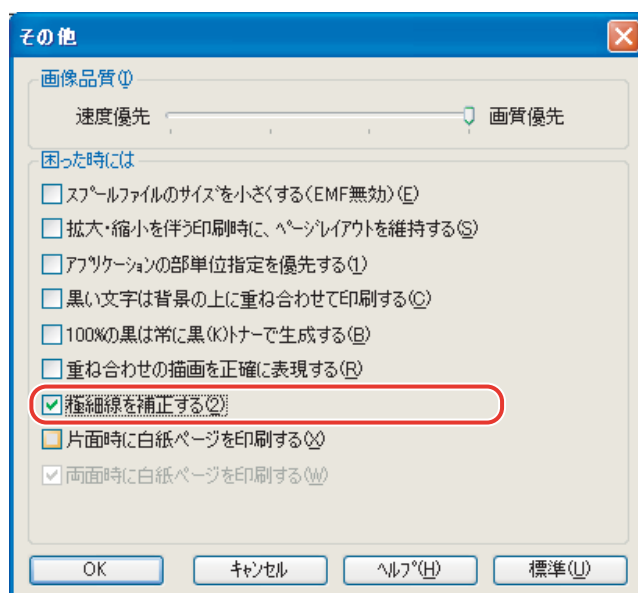 その他
画像品質(I)
速度優先 画質優先
困った時には
スプールファイルのサイズを小さくする(EMF無効)(E)
拡大・縮小を伴う印刷時に、ページレイアウトを維持する(S)
アプリケーションの部単位指定を優先する(1)
黒い文字は背景の上に重ね合わせて印刷する(C)
100%の黒は常に黒(K)トナーで生成する(B)
重ね合わせの描画を正確に表現する(R)
極細線を補正する(2)
片面時に白紙ページを印刷する(X)
両面時に白紙ページを印刷する(W)
OK キャンセル ヘルプ(H) 標準(U)